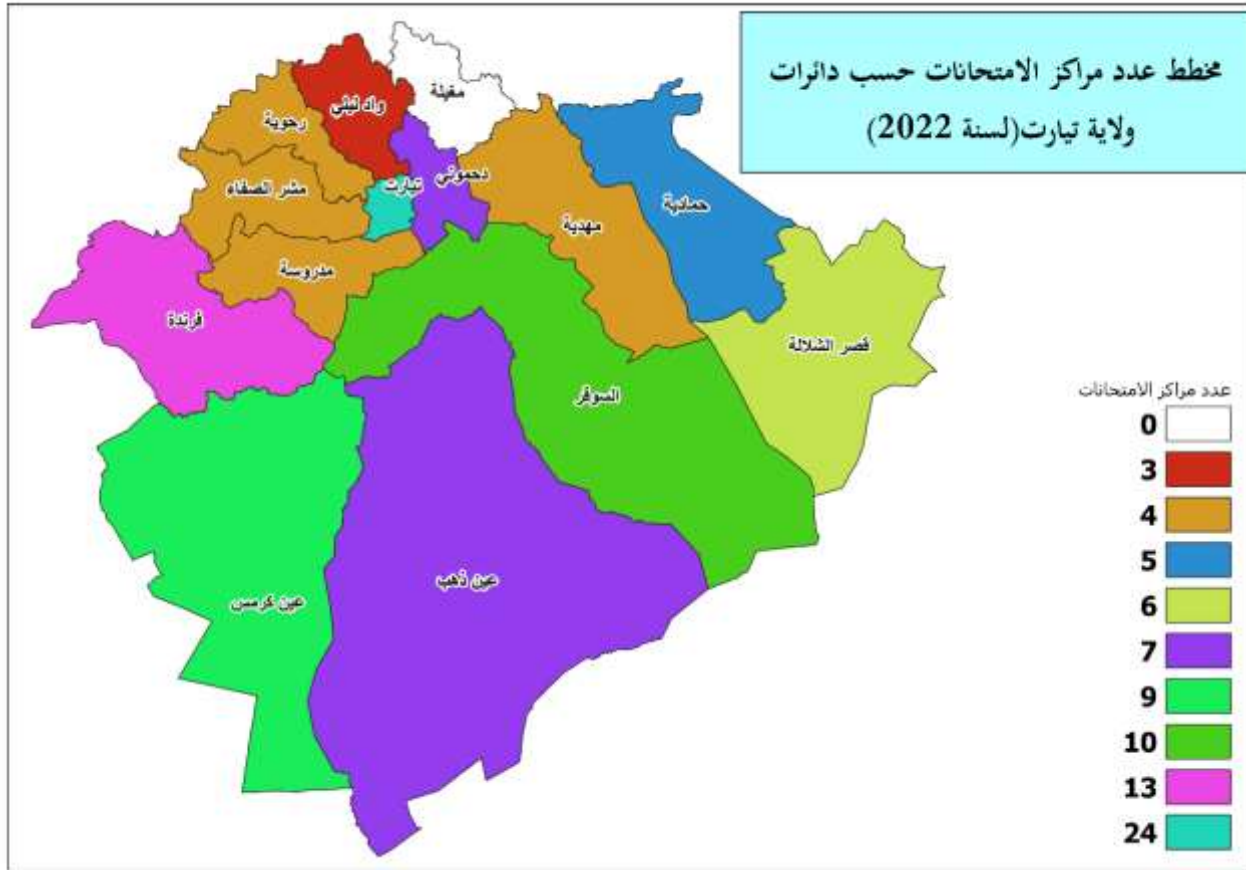 مخطط عدد مراكز الامتحانات حسب دائرات
ولاية تيارت(لسنة 2022)
مغيلة
واد ليلي
رحوية
دحموني
تيارت
مشر الصفاه
حمادية
مهدية
مدروسة
فرندة
قصر الشلالة
السوقر
عين ذهب
عين كرمس
عدد مراكز الامتحانات
0
3
4
5
6
7
9
10
13
24